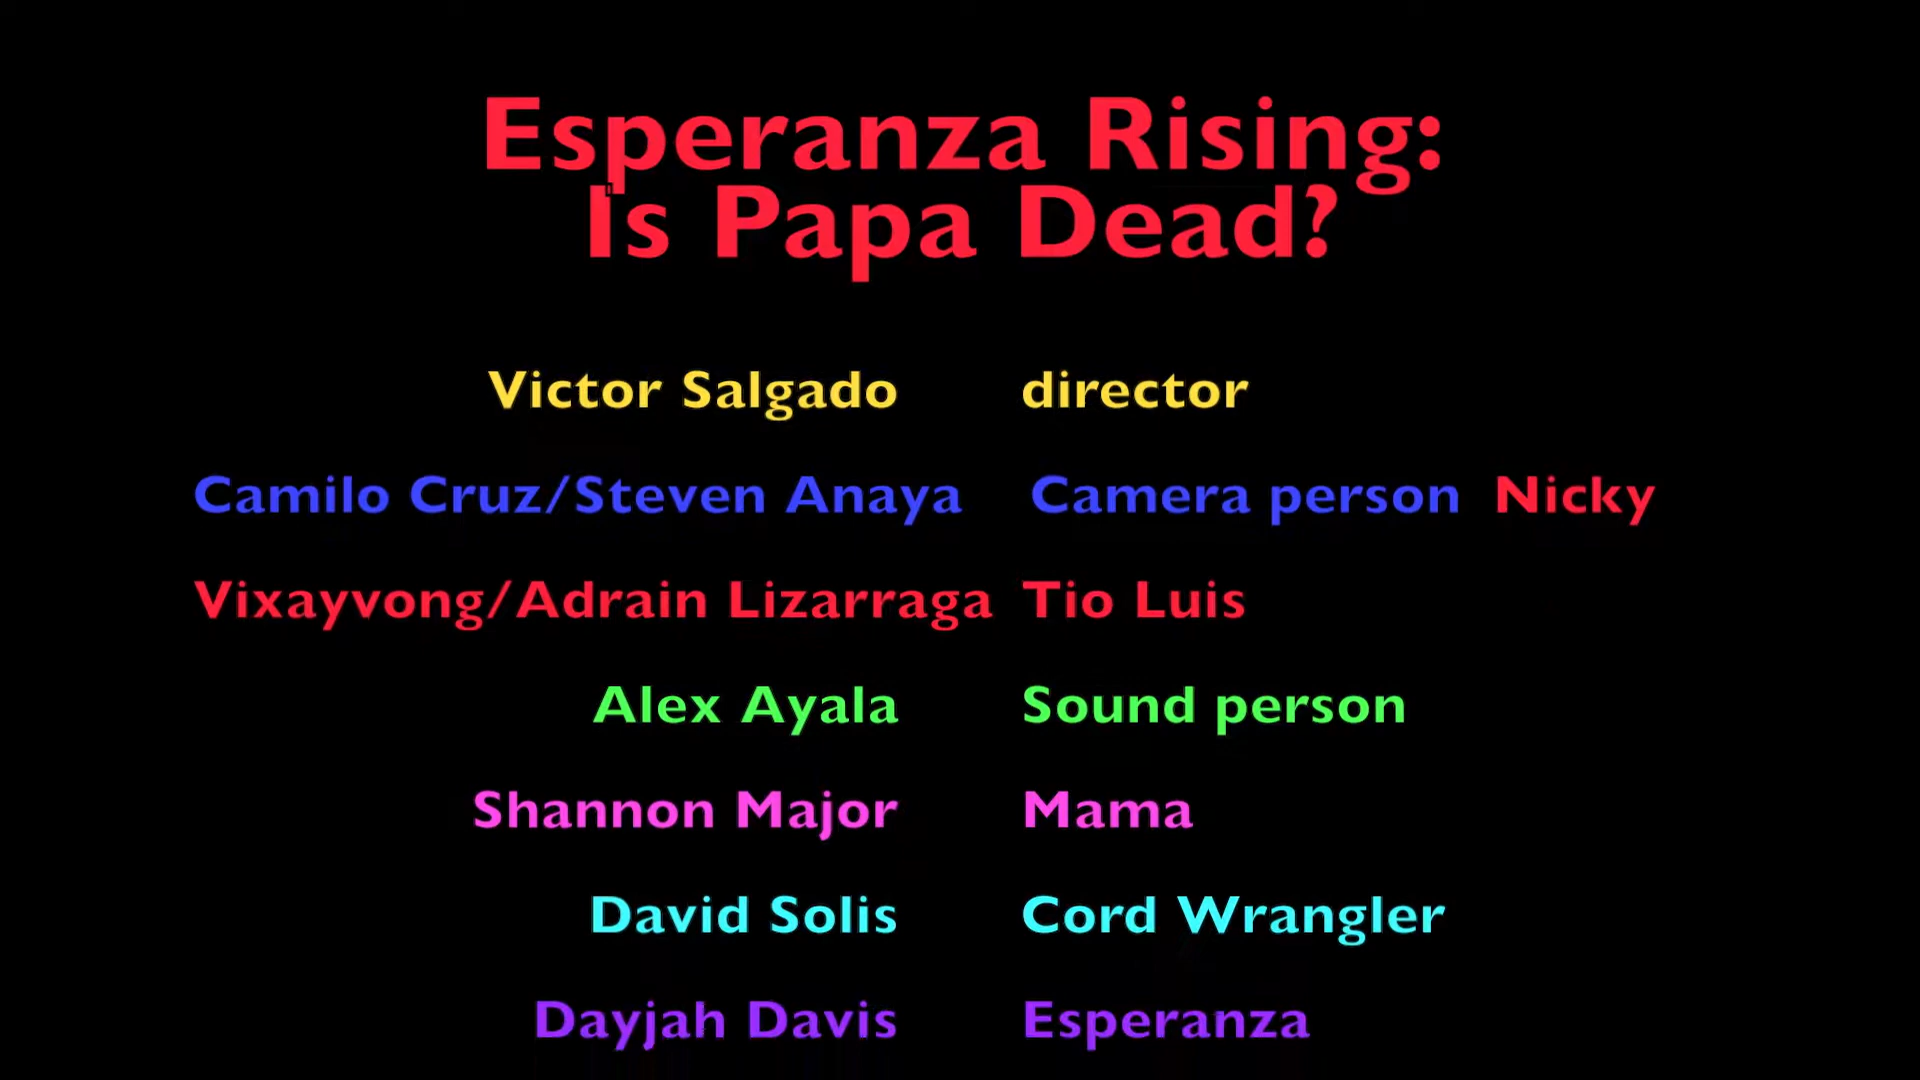 Esperanza Rising:
Is Papa Dead?
Victor Salgado director
Camilo Cruz/Steven Anaya Camera person Nicky
Vixayvong/Adrain Lizarraga Tio Luis
Alex Ayala Sound person
Shannon Major Mama
David Solis Cord Wrangler
Dayjah Davis Esperanza